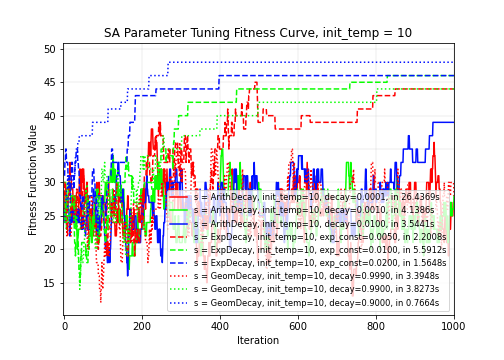 SA Parameter Tuning Fitness Curve, init_temp = 10
Fitness Function Value
50
45
40
35
30
25
20
15
s = ArithDecay, init_temp=10, decay=0.0001, in 26.4369s
s = ArithDecay, init_temp=10, decay=0.0010, in 4.1386s
s = ArithDecay, init_temp=10, decay=0.0100, in 3.5441s
s = ExpDecay, init_temp=10, exp_const=0.0050, in 2.2008s
s = ExpDecay, init_temp=10, exp_const=0.0100, in 5.5912s
s = ExpDecay, init_temp=10, exp_const=0.0200, in 1.5648s
s = GeomDecay, init_temp=10, decay=0.9990, in 3.3948s
s = GeomDecay, init_temp=10, decay=0.9900, in 3.8273s
s = GeomDecay, init_temp=10, decay=0.9000, in 0.7664s
0 200 400 600 800 1000
Iteration